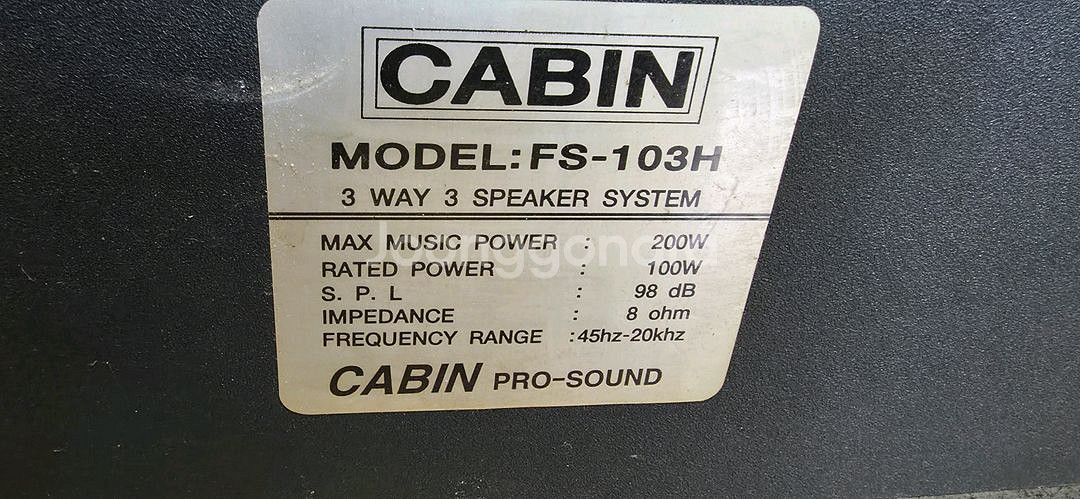 CABIN
MODEL: FS-103H
3 WAY 3 SPEAKER SYSTEM
MAX MUSIC POWER : 200W
RATED POWER : 100W
S. P. L : 98 dB
IMPEDANCE : 8 ohm
FREQUENCY RANGE : 45hz-20khz
CABIN PRO-SOUND